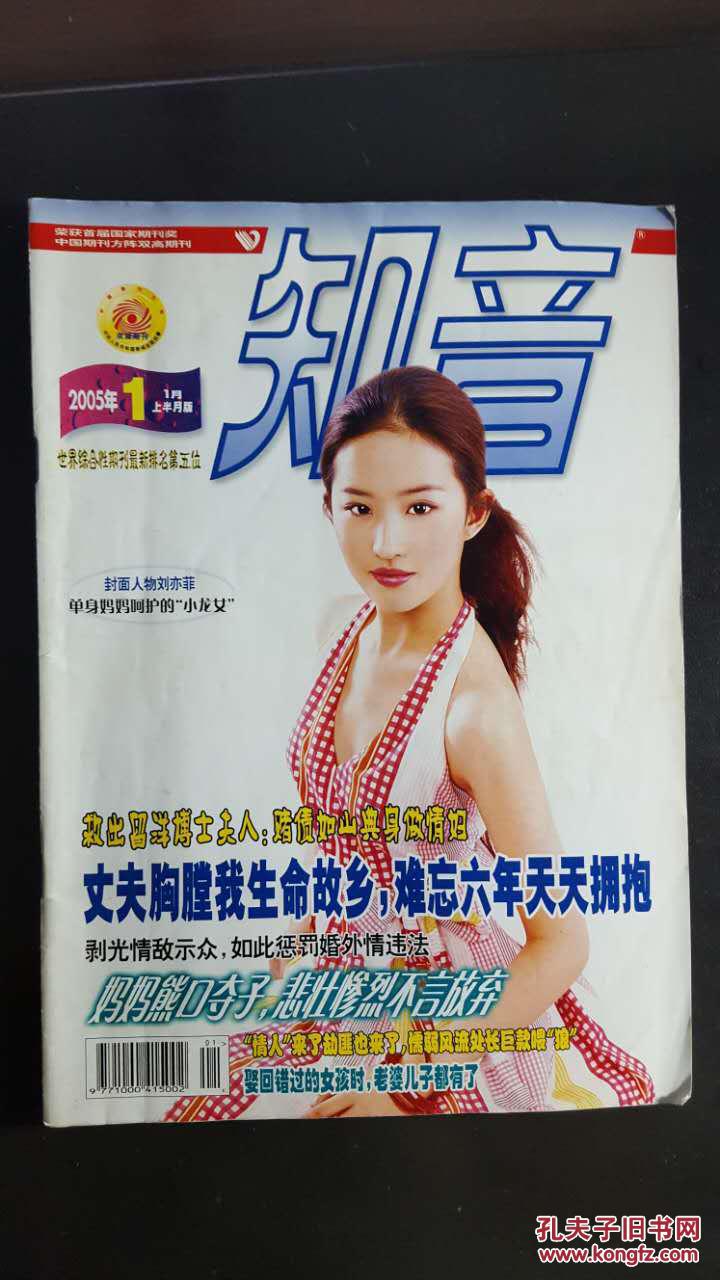 荣获首届国家期刊奖
中国期刊方阵双高期刊
知音
®
2005年 1 1月
上半月版
世界综合性期刊最新排名第五位
封面人物刘亦菲
单身妈妈呵护的“小龙女”
救出留洋博士夫人：赌债如山典身做情妇
丈夫胸膛我生命故乡，难忘六年天天拥抱
剥光情敌示众，如此惩罚婚外情违法
妈妈熊口夺子，悲壮惨烈不言放弃
“情人”来了劫匪也来了，懦弱风流处长巨款喂“狼”
娶回错过的女孩时，老婆儿子都有了
01>
9 771000 415002
孔夫子旧书网
www.kongfz.com